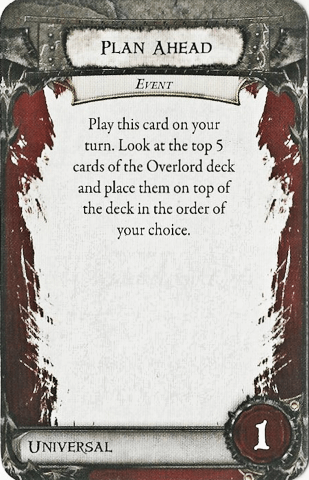 Plan Ahead
Event
Play this card on your
turn. Look at the top 5
cards of the Overlord deck
and place them on top of
the deck in the order of
your choice.
Universal
1